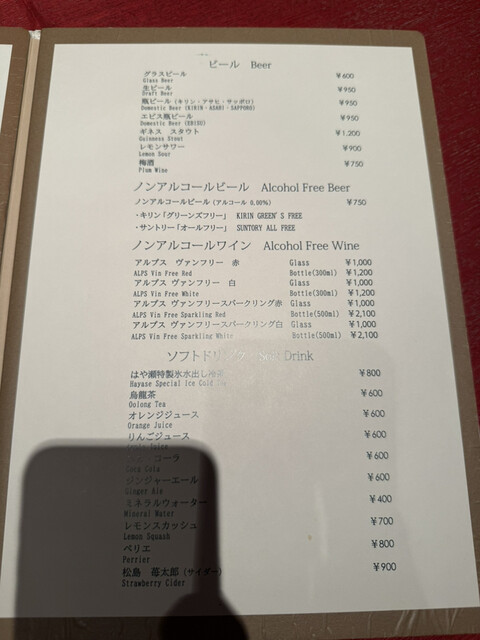 ビール Beer
グラスビール ¥600
Glass Beer
生ビール ¥950
Draft Beer
瓶ビール（キリン・アサヒ・サッポロ） ¥950
Domestic Beer (KIRIN・ASAHI・SAPPORO)
エビス瓶ビール ¥950
Domestic Beer (EBISU)
ギネス スタウト ¥1,200
Guinness Stout
レモンサワー ¥900
Lemon Sour
梅酒 ¥750
Plum Wine
ノンアルコールビール Alcohol Free Beer
ノンアルコールビール（アルコール 0.00%） ¥750
・キリン「グリーンズフリー」 KIRIN GREEN'S FREE
・サントリー「オールフリー」 SUNTORY ALL FREE
ノンアルコールワイン Alcohol Free Wine
アルプス ヴァンフリー 赤 Glass ¥1,000
ALPS Vin Free Red Bottle(300ml) ¥1,200
アルプス ヴァンフリー 白 Glass ¥1,000
ALPS Vin Free White Bottle(300ml) ¥1,200
アルプス ヴァンフリースパークリング赤 Glass ¥1,000
ALPS Vin Free Sparkling Red Bottle(500ml) ¥2,100
アルプス ヴァンフリースパークリング白 Glass ¥1,000
ALPS Vin Free Sparkling White Bottle(500ml) ¥2,100
ソフトドリンク Soft Drink
はや瀬特製氷水出し冷茶 ¥800
Hayase Special Ice Cold
烏龍茶 ¥600
Oolong Tea
オレンジジュース ¥600
Orange Juice
りんごジュース ¥600
Apple Juice
コーラ ¥600
Coca Cola
ジンジャーエール ¥600
Ginger Ale
ミネラルウォーター ¥400
Mineral Water
レモンスカッシュ ¥700
Lemon Squash
ペリエ ¥800
Perrier
松島 苺太郎（サイダー） ¥900
Strawberry Cider